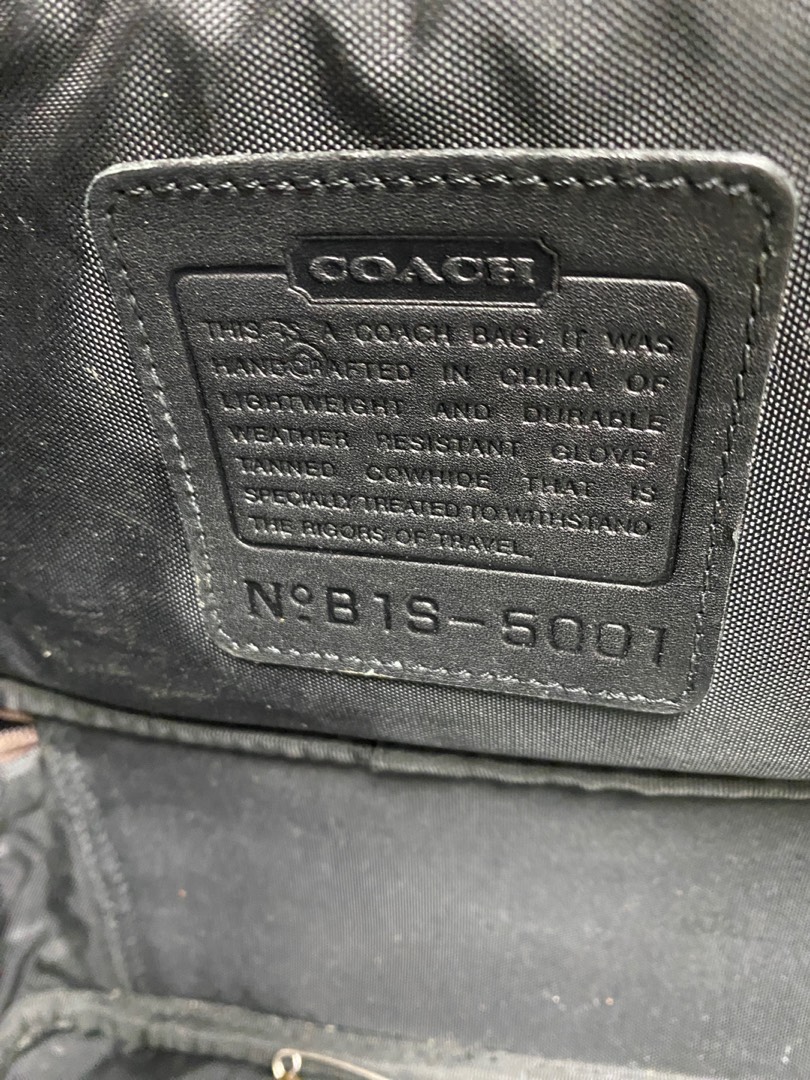 COACH
THIS IS A COACH BAG. IT WAS
HANDCRAFTED IN CHINA OF
LIGHTWEIGHT AND DURABLE
WEATHER RESISTANT GLOVE-
TANNED COWHIDE THAT IS
SPECIALLY TREATED TO WITHSTAND
THE RIGORS OF TRAVEL.
Nº B1S-5001